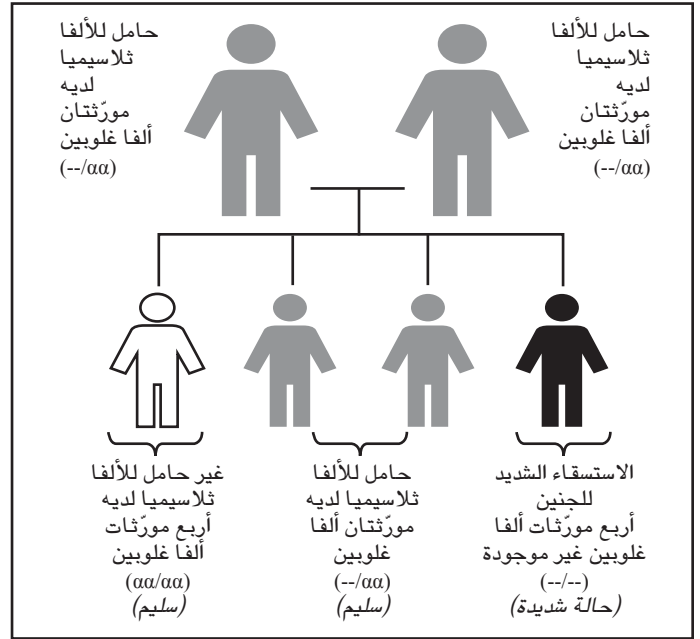 حامل للألفا
ثلاسيميا
لديه
مورّثتان
ألفا غلوبين
(--/αα)
حامل للألفا
ثلاسيميا
لديه
مورّثتان
ألفا غلوبين
(--/αα)
الاستسقاء الشديد
للجنين
أربع مورّثات ألفا
غلوبين غير موجودة
(--/--)
(حالة شديدة)
حامل للألفا
ثلاسيميا لديه
مورّثتان ألفا
غلوبين
(--/αα)
(سليم)
غير حامل للألفا
ثلاسيميا لديه
أربع مورّثات
ألفا غلوبين
(αα/αα)
(سليم)